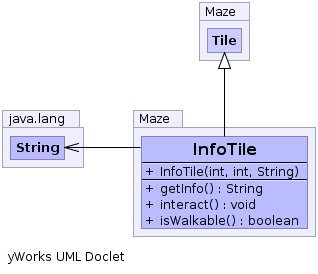 Maze
Tile
java.lang
String
Maze
InfoTile
+ InfoTile(int, int, String)
+ getInfo() : String
+ interact() : void
+ isWalkable() : boolean
yWorks UML Doclet